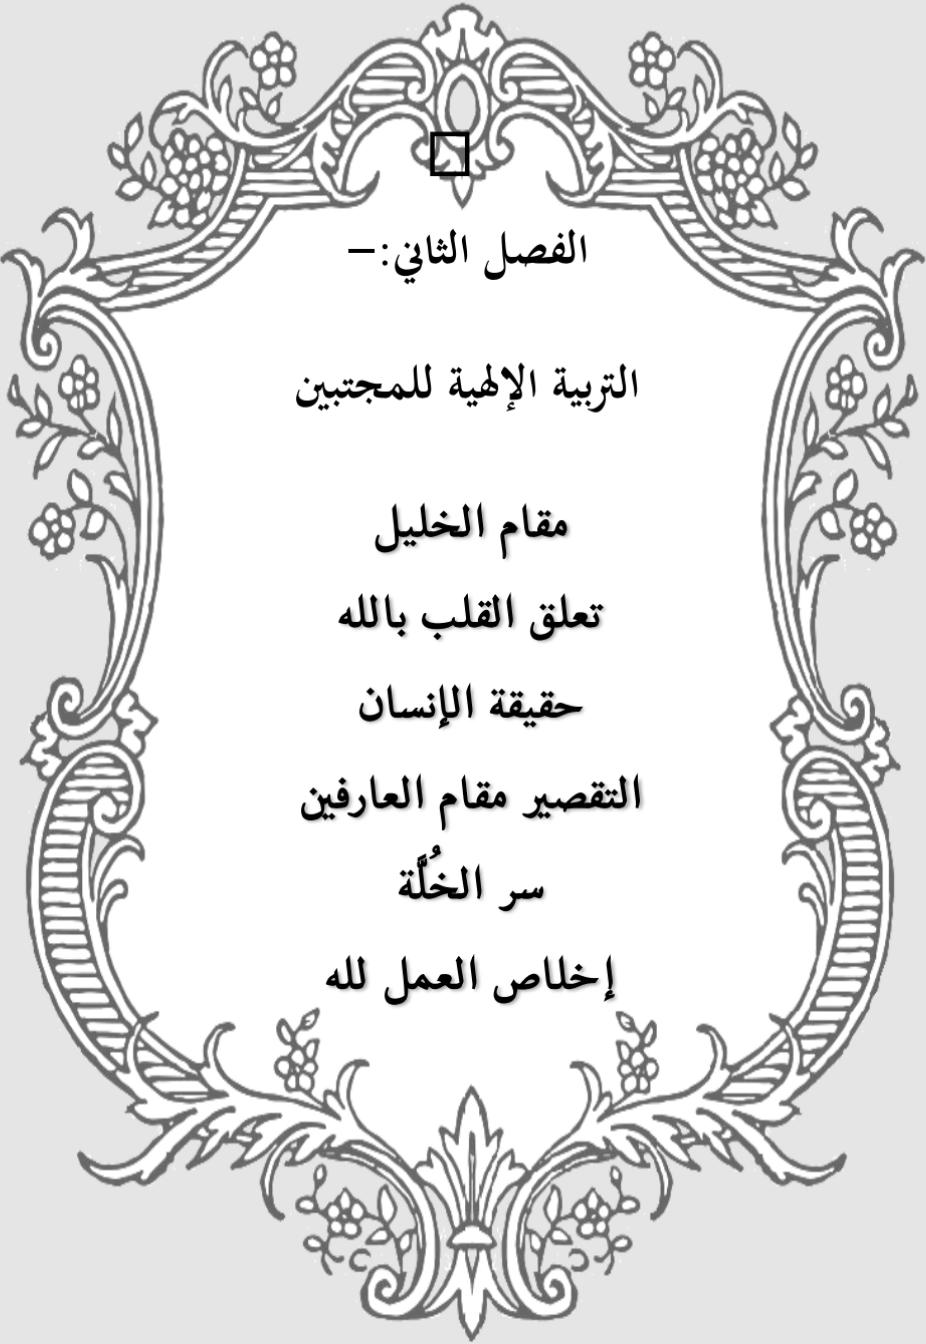 الفصل الثاني:–
التربية الإلهية للمجتبين
مقام الخليل
تعلق القلب بالله
حقيقة الإنسان
التقصير مقام العارفين
سر الخُلَّة
إخلاص العمل لله